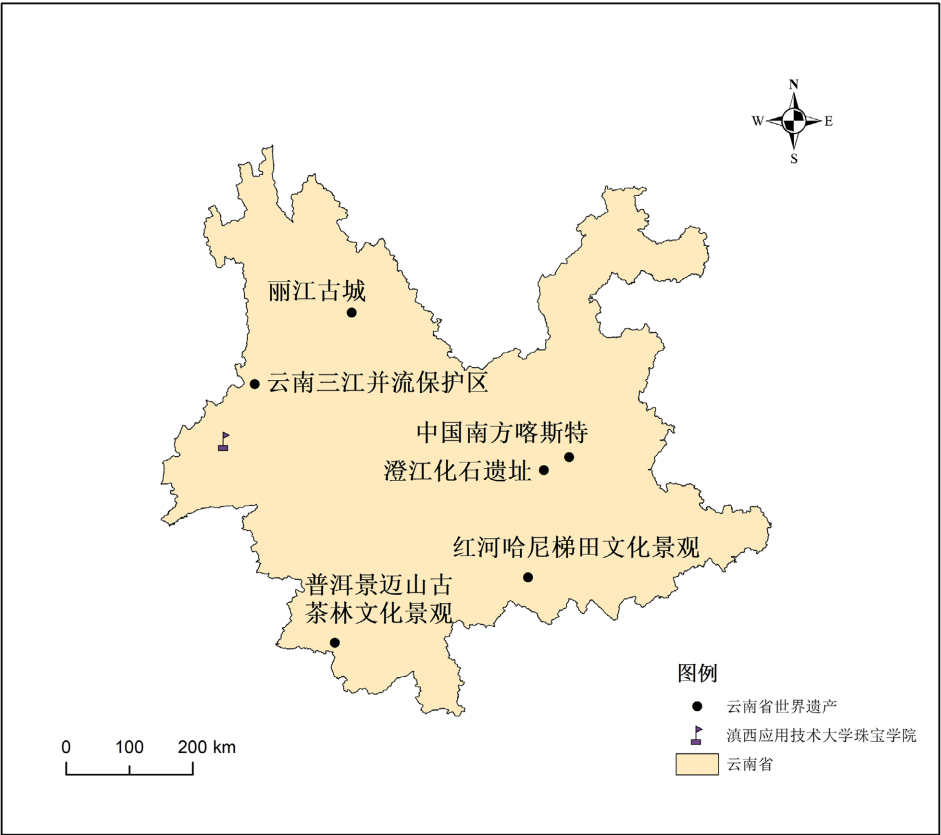 N
W
E
S
丽江古城
云南三江并流保护区
中国南方喀斯特
澄江化石遗址
红河哈尼梯田文化景观
普洱景迈山古
茶林文化景观
图例
云南省世界遗产
滇西应用技术大学珠宝学院
云南省
0 100 200 km